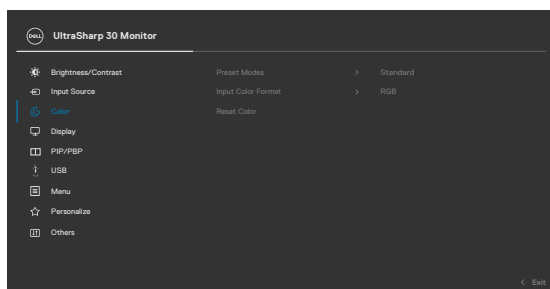 DELL UltraSharp 30 Monitor
Brightness/Contrast Preset Modes > Standard
Input Source Input Color Format > RGB
Color Reset Color
Display
PIP/PBP
USB
Menu
Personalize
Others
< Exit